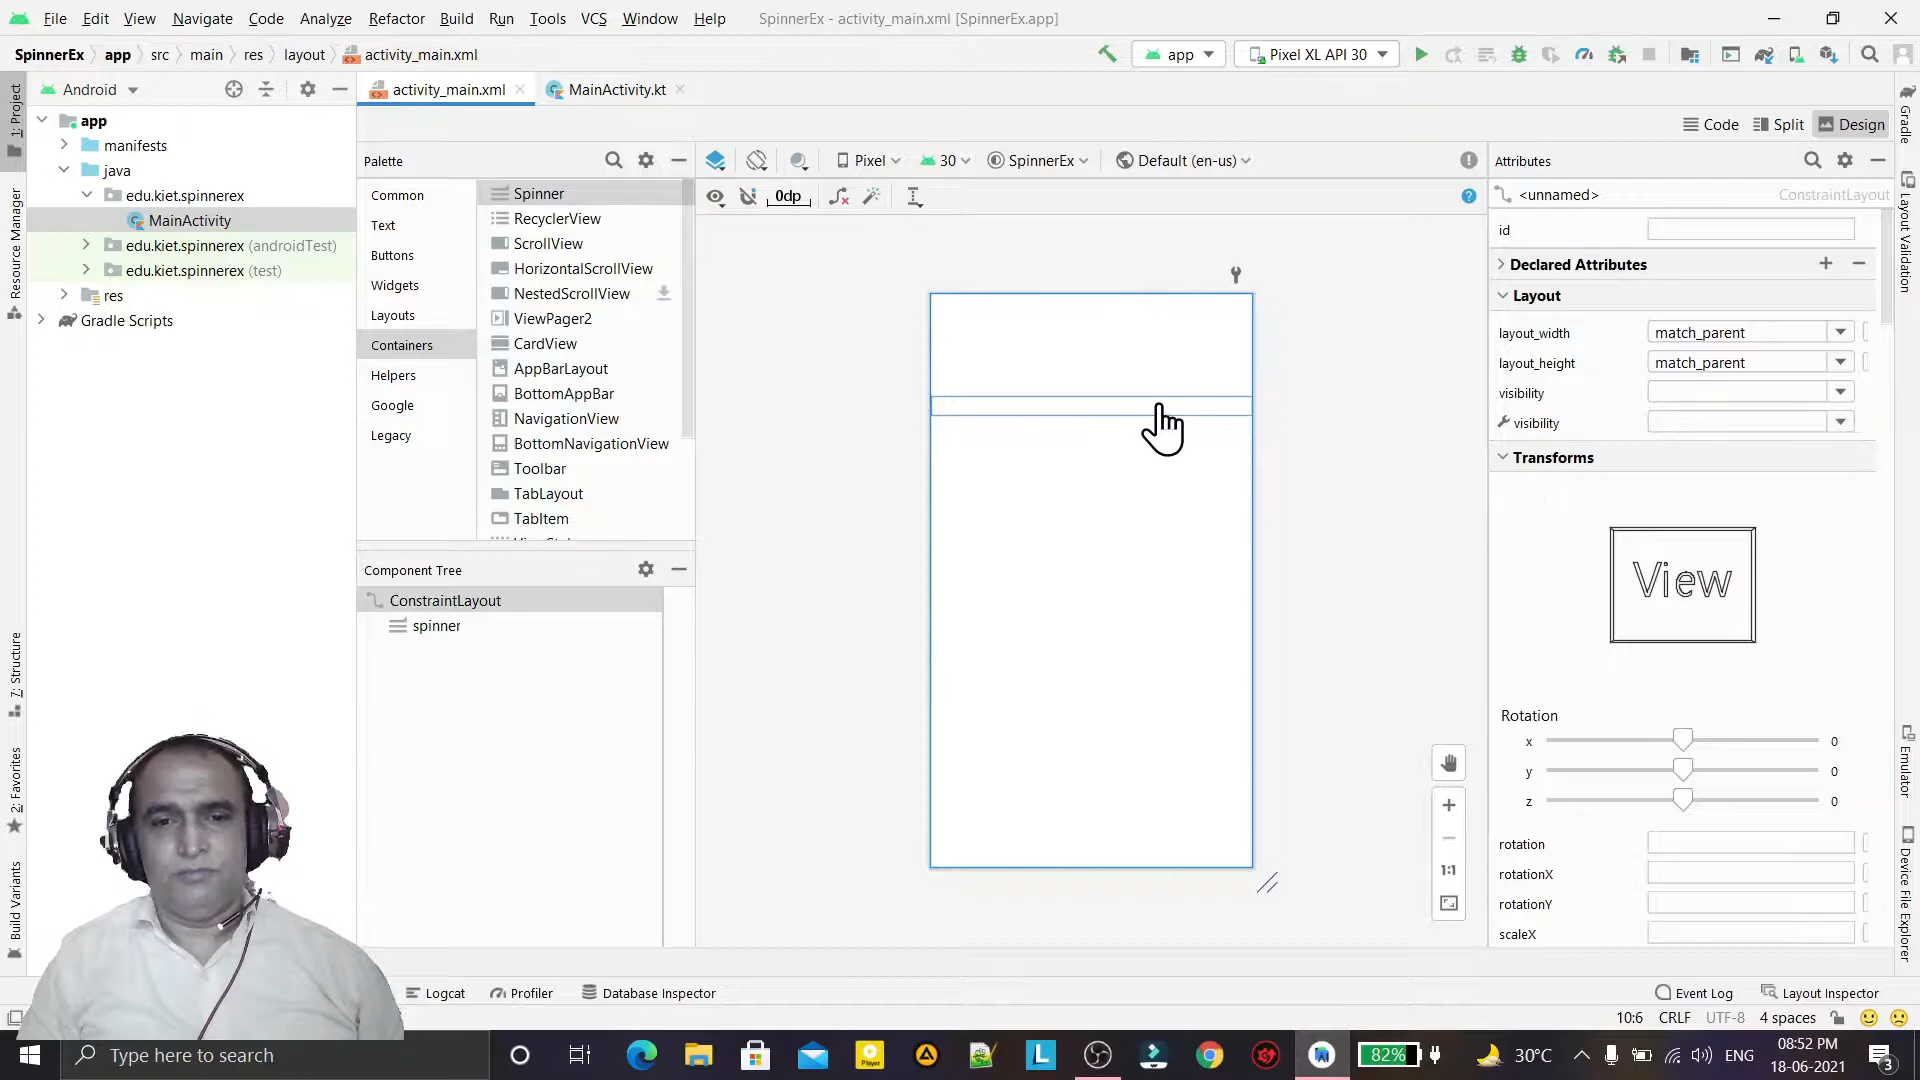 File Edit View Navigate Code Analyze Refactor Build Run Tools VCS Window Help SpinnerEx - activity_main.xml [SpinnerEx.app]
SpinnerEx app src main res layout activity_main.xml app Pixel XL API 30
Android activity_main.xml MainActivity.kt
Code Split Design
app
manifests
java
edu.kiet.spinnerex
MainActivity
edu.kiet.spinnerex (androidTest)
edu.kiet.spinnerex (test)
res
Gradle Scripts
1: Project
Resource Manager
7: Structure
2: Favorites
Build Variants
Palette
Common
Text
Buttons
Widgets
Layouts
Containers
Helpers
Google
Legacy
Spinner
RecyclerView
ScrollView
HorizontalScrollView
NestedScrollView
ViewPager2
CardView
AppBarLayout
BottomAppBar
NavigationView
BottomNavigationView
Toolbar
TabLayout
TabItem
Component Tree
ConstraintLayout
spinner
Pixel 30 SpinnerEx Default (en-us)
0dp
1:1
Attributes
<unnamed> ConstraintLayout
id
Declared Attributes
Layout
layout_width match_parent
layout_height match_parent
visibility
visibility
Transforms
View
Rotation
x 0
y 0
z 0
rotation
rotationX
rotationY
scaleX
Gradle
Layout Validation
Emulator
Device File Explorer
Logcat Profiler Database Inspector Event Log Layout Inspector
10:6 CRLF UTF-8 4 spaces
Type here to search Player L 82% 30°C ENG 08:52 PM
18-06-2021 3